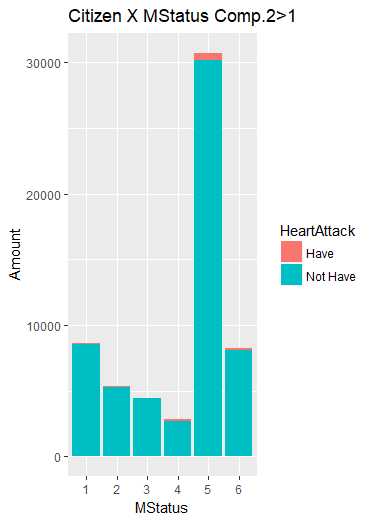 Citizen X MStatus Comp.2>1
30000
20000
10000
0
Amount
1 2 3 4 5 6
MStatus
HeartAttack
Have
Not Have